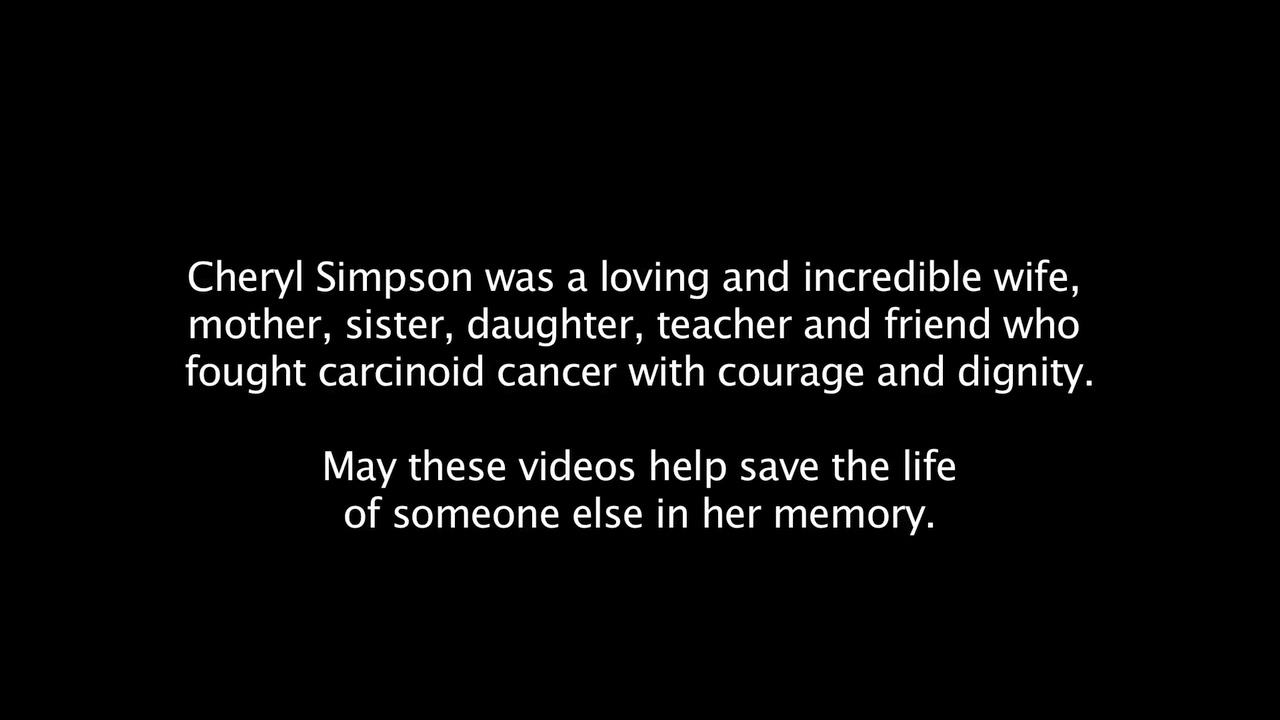 Cheryl Simpson was a loving and incredible wife,
mother, sister, daughter, teacher and friend who
fought carcinoid cancer with courage and dignity.
May these videos help save the life
of someone else in her memory.